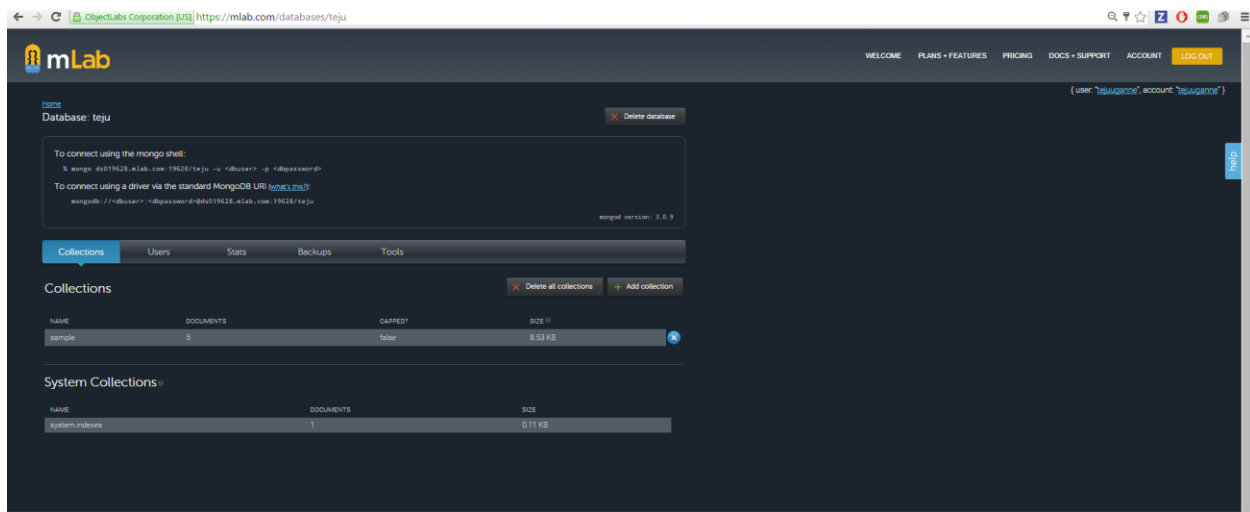 ObjectLabs Corporation [US] https://mlab.com/databases/teju
mLab
WELCOME PLANS + FEATURES PRICING DOCS + SUPPORT ACCOUNT LOG OUT
{ user: "tejuuganne", account: "tejuuganne" }
Home
Database: teju
Delete database
help
To connect using the mongo shell:
% mongo ds019628.mlab.com:19628/teju -u <dbuser> -p <dbpassword>
To connect using a driver via the standard MongoDB URI (what's this?):
mongodb://<dbuser>:<dbpassword>@ds019628.mlab.com:19628/teju
mongod version: 3.0.9
Collections Users Stats Backups Tools
Collections
Delete all collections + Add collection
NAME DOCUMENTS CAPPED? SIZE
sample 5 false 8.53 KB
System Collections
NAME DOCUMENTS SIZE
system.indexes 1 0.11 KB